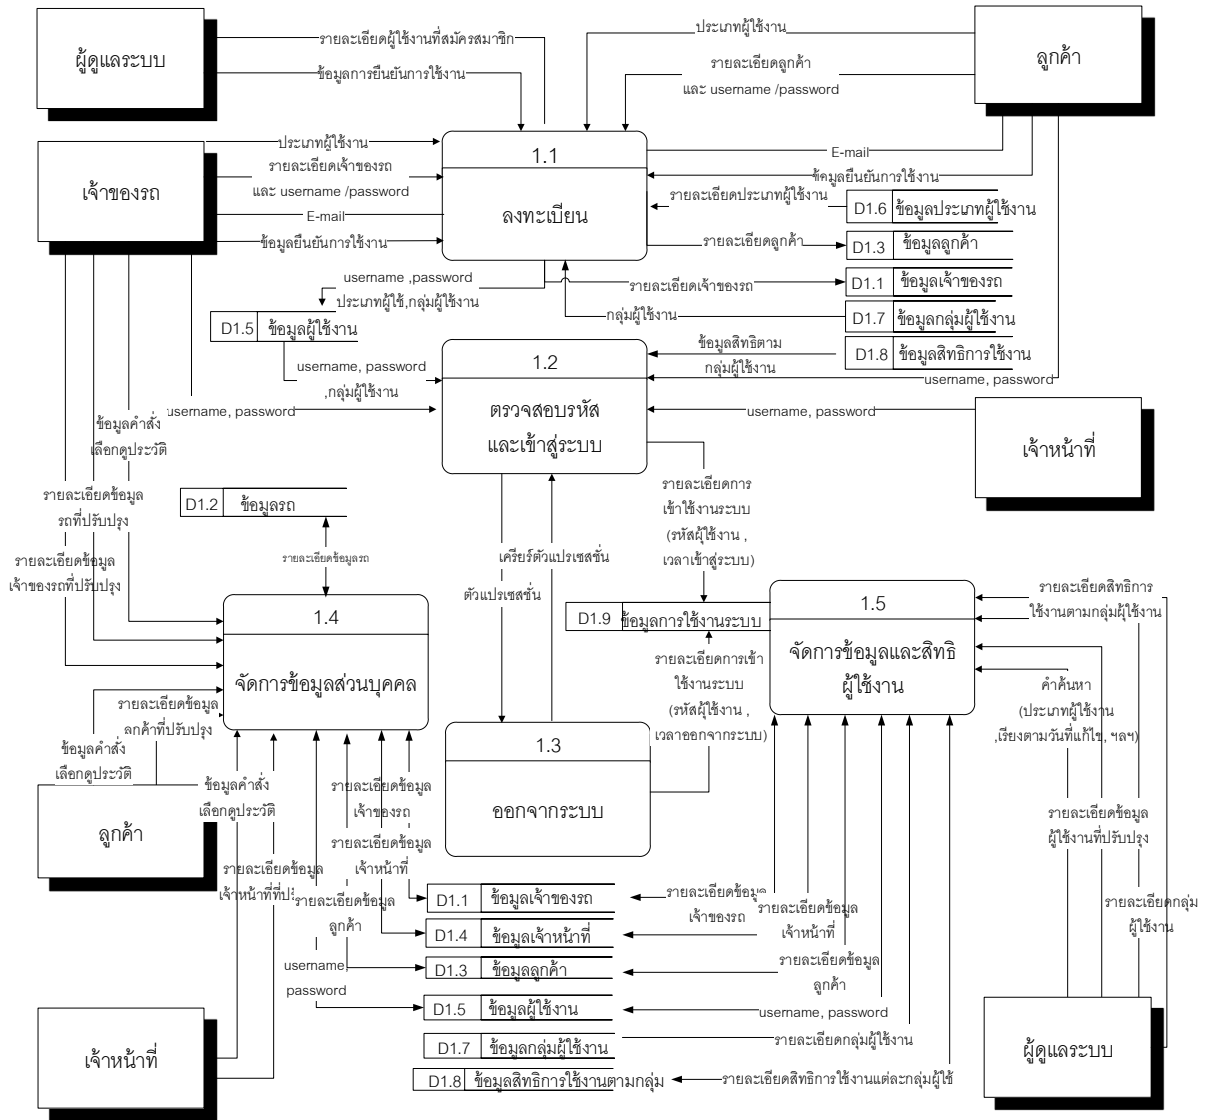 ผู้ดูแลระบบ
รายละเอียดผู้ใช้งานที่สมัครสมาชิก
ข้อมูลการยืนยันการใช้งาน
ประเภทผู้ใช้งาน
รายละเอียดลูกค้า
และ username /password
ลูกค้า
เจ้าของรถ
ประเภทผู้ใช้งาน
รายละเอียดเจ้าของรถ
และ username /password
E-mail
ข้อมูลยืนยันการใช้งาน
1.1
ลงทะเบียน
E-mail
ข้อมูลยืนยันการใช้งาน
รายละเอียดประเภทผู้ใช้งาน
D1.6 ข้อมูลประเภทผู้ใช้งาน
รายละเอียดลูกค้า
D1.3 ข้อมูลลูกค้า
รายละเอียดเจ้าของรถ
D1.1 ข้อมูลเจ้าของรถ
กลุ่มผู้ใช้งาน
D1.7 ข้อมูลกลุ่มผู้ใช้งาน
username ,password
ประเภทผู้ใช้,กลุ่มผู้ใช้งาน
D1.5 ข้อมูลผู้ใช้งาน
ข้อมูลสิทธิตาม
กลุ่มผู้ใช้งาน
D1.8 ข้อมูลสิทธิการใช้งาน
username, password
username, password
,กลุ่มผู้ใช้งาน
username, password
1.2
ตรวจสอบรหัส
และเข้าสู่ระบบ
username, password
เจ้าหน้าที่
ข้อมูลคำสั่ง
เลือกดูประวัติ
รายละเอียดข้อมูล
รถที่ปรับปรุง
รายละเอียดข้อมูล
เจ้าของรถที่ปรับปรุง
D1.2 ข้อมูลรถ
รายละเอียดข้อมูลรถ
เครียร์ตัวแปรเซสชั่น
ตัวแปรเซสชั่น
รายละเอียดการ
เข้าใช้งานระบบ
(รหัสผู้ใช้งาน ,
เวลาเข้าสู่ระบบ)
D1.9 ข้อมูลการใช้งานระบบ
รายละเอียดการเข้า
ใช้งานระบบ
(รหัสผู้ใช้งาน ,
เวลาออกจากระบบ)
1.4
จัดการข้อมูลส่วนบุคคล
1.5
จัดการข้อมูลและสิทธิ
ผู้ใช้งาน
รายละเอียดสิทธิการ
ใช้งานตามกลุ่มผู้ใช้งาน
คำค้นหา
(ประเภทผู้ใช้งาน
,เรียงตามวันที่แก้ไข, ฯลฯ)
รายละเอียดข้อมูล
ลูกค้าที่ปรับปรุง
ข้อมูลคำสั่ง
เลือกดูประวัติ
ลูกค้า
1.3
ออกจากระบบ
ข้อมูลคำสั่ง
เลือกดูประวัติ
รายละเอียดข้อมูล
เจ้าของรถ
รายละเอียดข้อมูล
เจ้าหน้าที่
รายละเอียดข้อมูล
เจ้าหน้าที่ที่
รายละเอียดข้อมูล
ลูกค้า
username,
password
D1.1 ข้อมูลเจ้าของรถ
D1.4 ข้อมูลเจ้าหน้าที่
D1.3 ข้อมูลลูกค้า
D1.5 ข้อมูลผู้ใช้งาน
D1.7 ข้อมูลกลุ่มผู้ใช้งาน
D1.8 ข้อมูลสิทธิการใช้งานตามกลุ่ม
รายละเอียดข้อมูล
เจ้าของรถ
รายละเอียดข้อมูล
เจ้าหน้าที่
รายละเอียดข้อมูล
ลูกค้า
username, password
รายละเอียดกลุ่มผู้ใช้งาน
รายละเอียดสิทธิการใช้งานแต่ละกลุ่มผู้ใช้
รายละเอียดข้อมูล
ผู้ใช้งานที่ปรับปรุง
รายละเอียดกลุ่ม
ผู้ใช้งาน
เจ้าหน้าที่
ผู้ดูแลระบบ